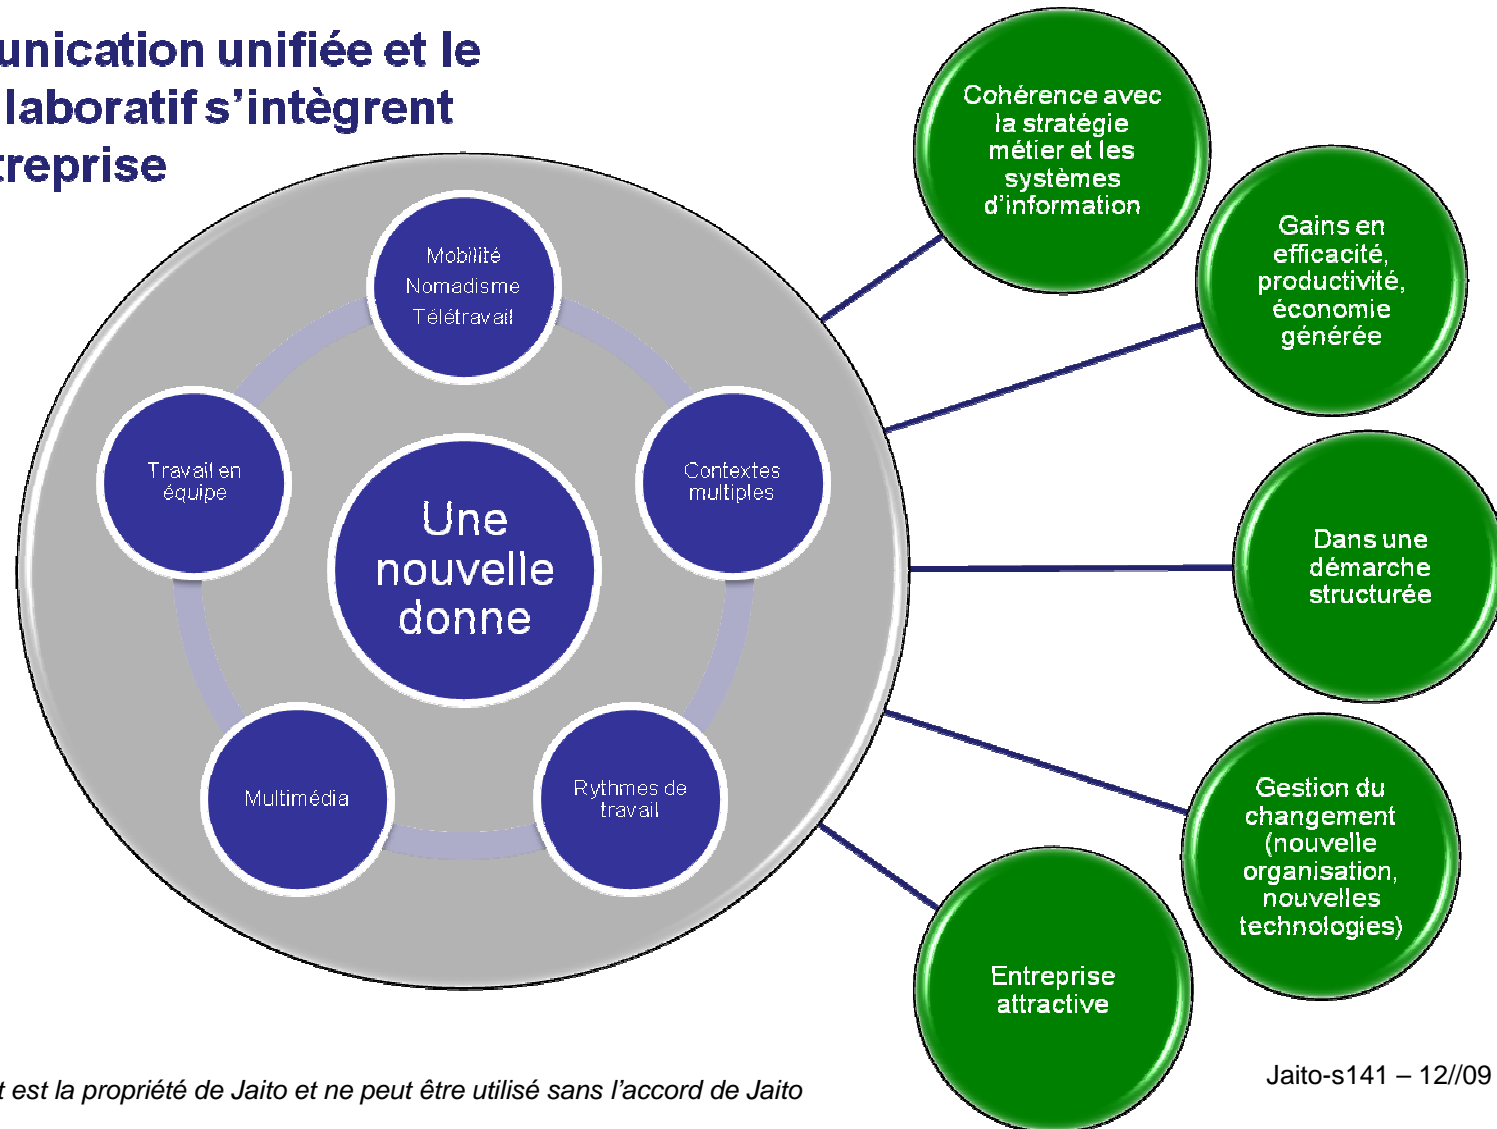 unication unifiée et le
laboratif s’intègrent
treprise
Mobilité
Nomadisme
Télétravail
Travail en
équipe
Contextes
multiples
Une
nouvelle
donne
Multimédia
Rythmes de
travail
Cohérence avec
la stratégie
métier et les
systèmes
d’information
Gains en
efficacité,
productivité,
économie
générée
Dans une
démarche
structurée
Gestion du
changement
(nouvelle
organisation,
nouvelles
technologies)
Entreprise
attractive
t est la propriété de Jaito et ne peut être utilisé sans l’accord de Jaito
Jaito-s141 – 12//09